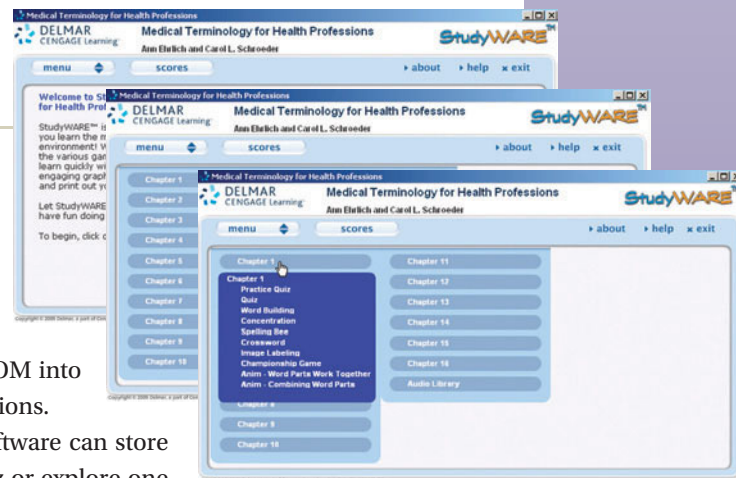 Medical Terminology for Health Professions
DELMAR
CENGAGE Learning
Medical Terminology for Health Professions
Ann Ehrlich and Carol L. Schroeder
StudyWARE™
menu
scores
about
help
exit
Welcome to
for Health
StudyWARE™
you learn the
environment!
the various
learn quickly
engaging
and print out
Let StudyWARE
have fun doing
To begin, click
Medical Terminology for Health Professions
DELMAR
CENGAGE Learning
Medical Terminology for Health Professions
Ann Ehrlich and Carol L. Schroeder
StudyWARE
menu
scores
about
help
exit
Chapter 1
Chapter 2
Chapter 3
Chapter 4
Chapter 5
Chapter 6
Chapter 7
Chapter 8
Chapter 9
Chapter 10
Medical Terminology for Health Professions
DELMAR
CENGAGE Learning
Medical Terminology for Health Professions
Ann Ehrlich and Carol L. Schroeder
StudyWARE
menu
scores
about
help
exit
Chapter 1
Chapter 1
Practice Quiz
Quiz
Word Building
Concentration
Spelling Bee
Crossword
Image Labeling
Championship Game
Anim - Word Parts Work Together
Anim - Combining Word Parts
Chapter 9
Chapter 10
Chapter 11
Chapter 12
Chapter 13
Chapter 14
Chapter 15
Chapter 16
Audio Library
OM into
ions.
ftware can store
or explore one